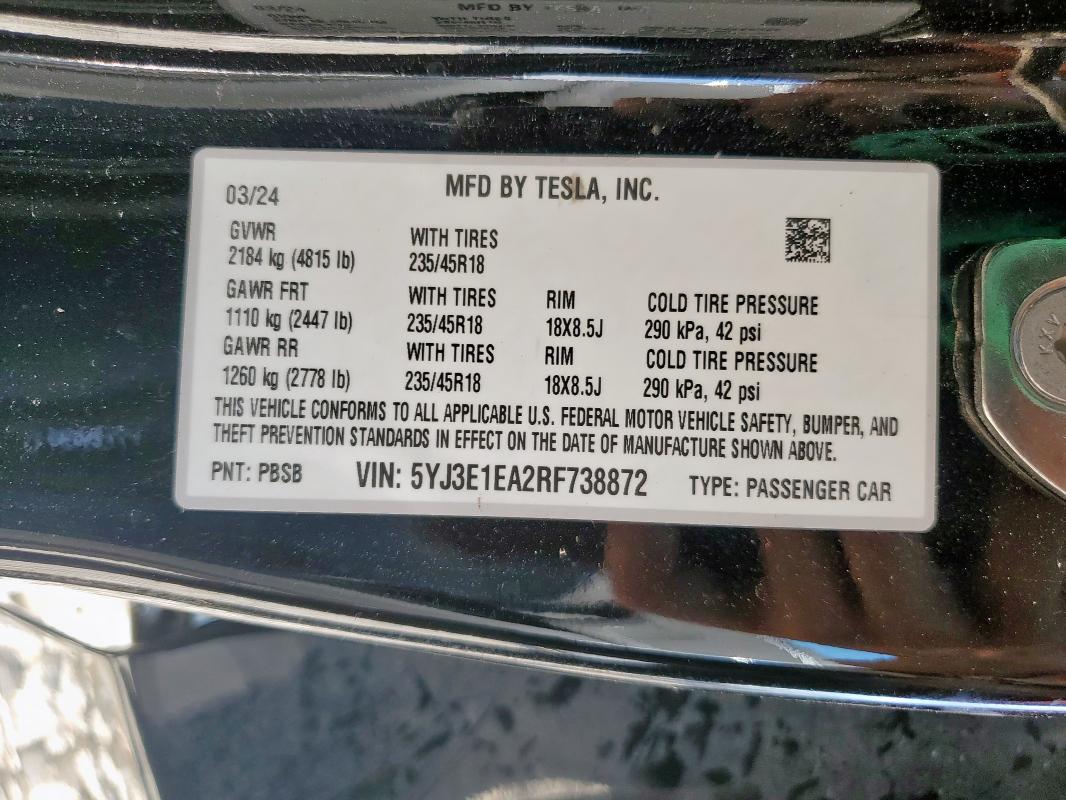 03/24
MFD BY TESLA, INC.
GVWR WITH TIRES
2184 kg (4815 lb) 235/45R18
GAWR FRT WITH TIRES RIM COLD TIRE PRESSURE
1110 kg (2447 lb) 235/45R18 18X8.5J 290 kPa, 42 psi
GAWR RR WITH TIRES RIM COLD TIRE PRESSURE
1260 kg (2778 lb) 235/45R18 18X8.5J 290 kPa, 42 psi
THIS VEHICLE CONFORMS TO ALL APPLICABLE U.S. FEDERAL MOTOR VEHICLE SAFETY, BUMPER, AND
THEFT PREVENTION STANDARDS IN EFFECT ON THE DATE OF MANUFACTURE SHOWN ABOVE.
PNT: PBSB VIN: 5YJ3E1EA2RF738872 TYPE: PASSENGER CAR